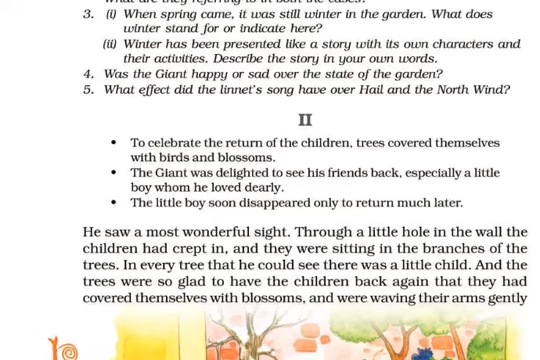 What are they referring to in both the cases?
3. (i) When spring came, it was still winter in the garden. What does
winter stand for or indicate here?
(ii) Winter has been presented like a story with its own characters and
their activities. Describe the story in your own words.
4. Was the Giant happy or sad over the state of the garden?
5. What effect did the linnet's song have over Hail and the North Wind?
II
• To celebrate the return of the children, trees covered themselves
with birds and blossoms.
• The Giant was delighted to see his friends back, especially a little
boy whom he loved dearly.
• The little boy soon disappeared only to return much later.
He saw a most wonderful sight. Through a little hole in the wall the
children had crept in, and they were sitting in the branches of the
trees. In every tree that he could see there was a little child. And the
trees were so glad to have the children back again that they had
covered themselves with blossoms, and were waving their arms gently